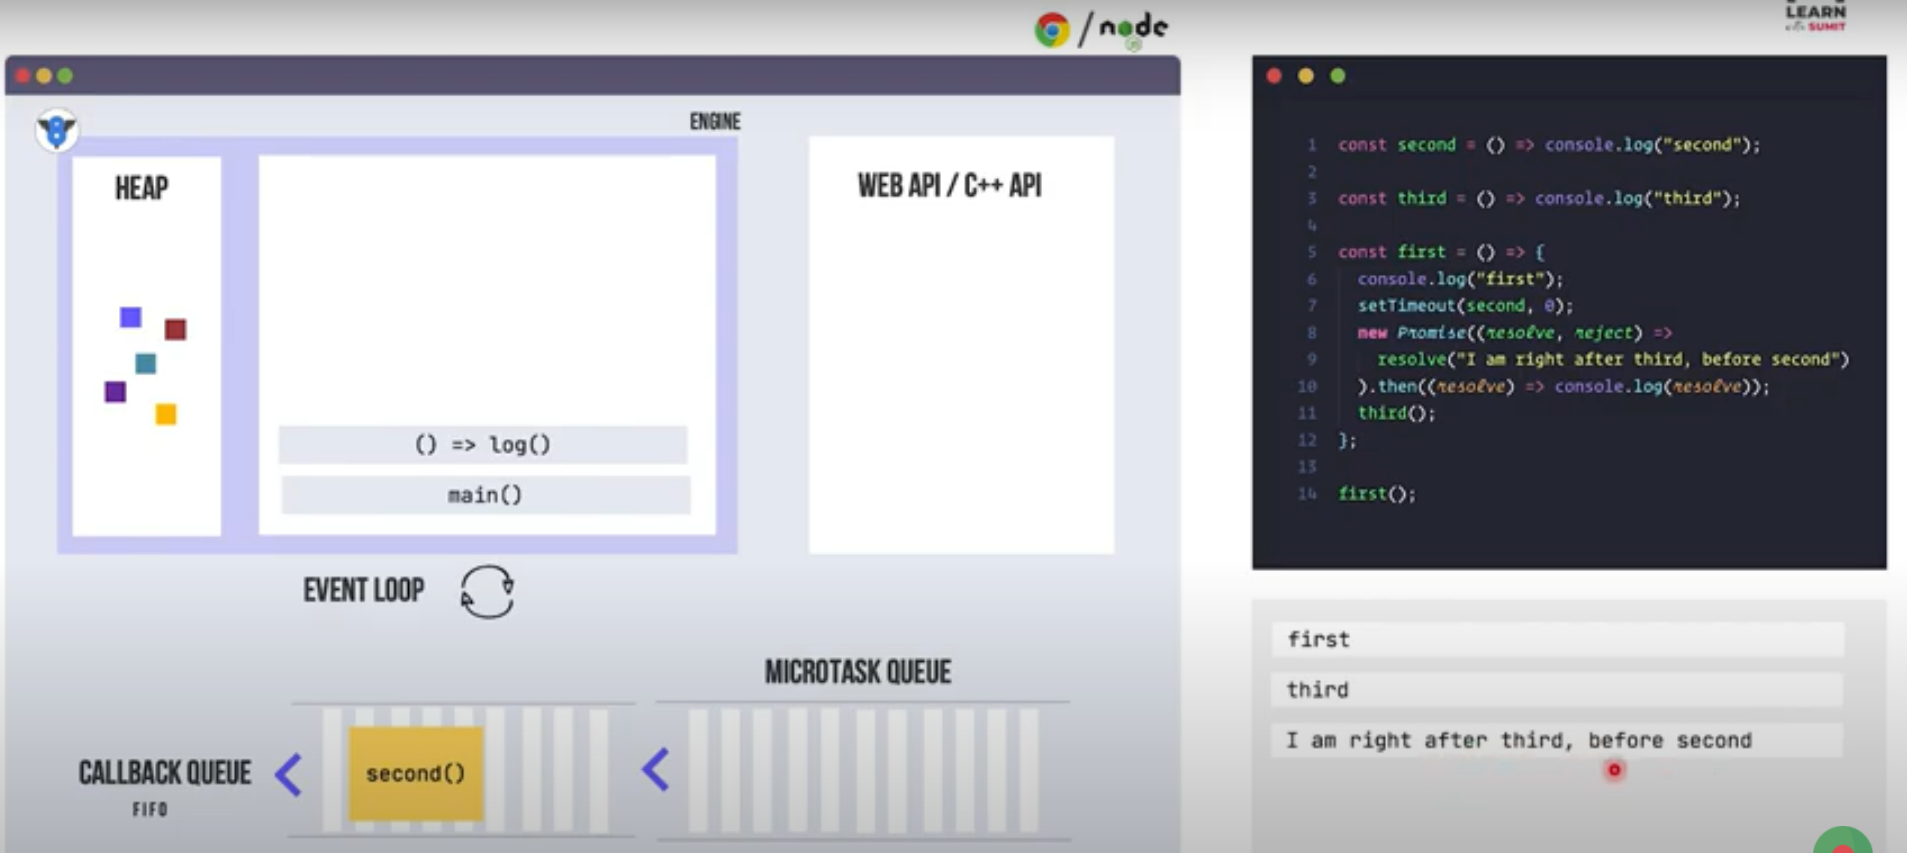 node
JS
LEARN
with SUMIT
ENGINE
HEAP
WEB API / C++ API
() => log()
main()
EVENT LOOP
MICROTASK QUEUE
CALLBACK QUEUE
FIFO
second()
1 const second = () => console.log("second");
2
3 const third = () => console.log("third");
4
5 const first = () => {
6 console.log("first");
7 setTimeout(second, 0);
8 new Promise((resolve, reject) =>
9 resolve("I am right after third, before second")
10 ).then((resolve) => console.log(resolve));
11 third();
12 };
13
14 first();
first
third
I am right after third, before second